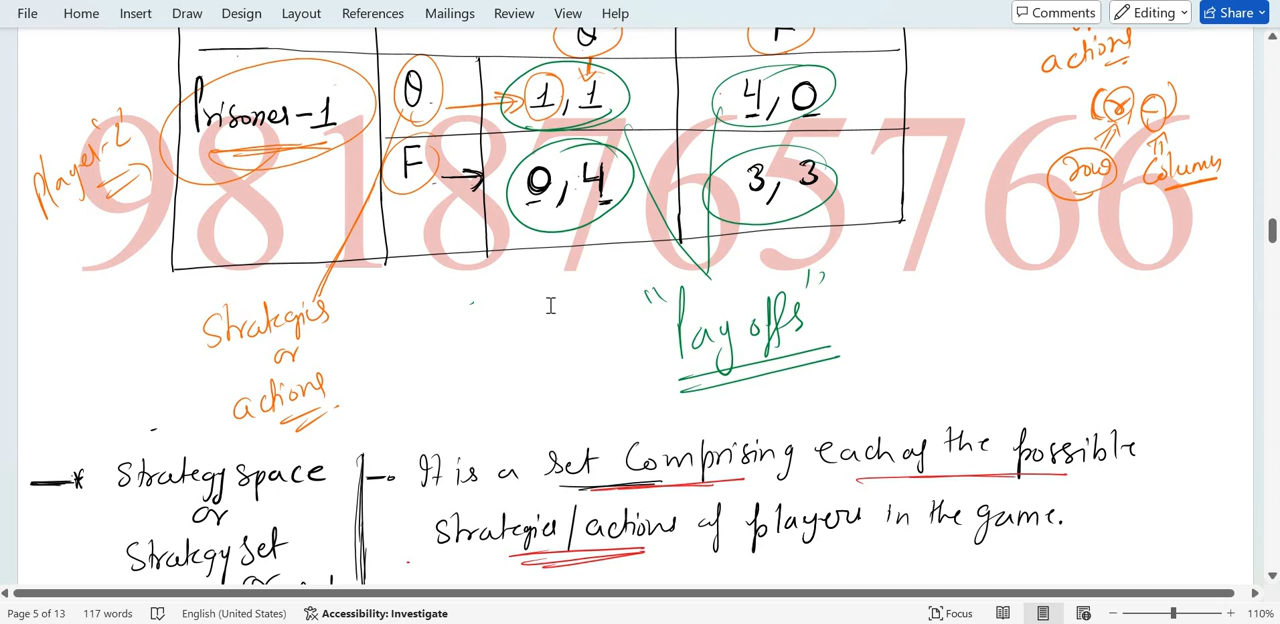 File Home Insert Draw Design Layout References Mailings Review View Help Comments Editing Share
Q F
actions
Prisoner-1 Q 1, 1 4, 0
(r, -)
Player-i
F 0, 4 3, 3
row Column
9818765766
Strategies
or
actions
"Payoffs"
* Strategy space
or
Strategy Set
or
It is a set comprising each of the possible
strategies/actions of players in the game.
Page 5 of 13 117 words English (United States) Accessibility: Investigate Focus 110%